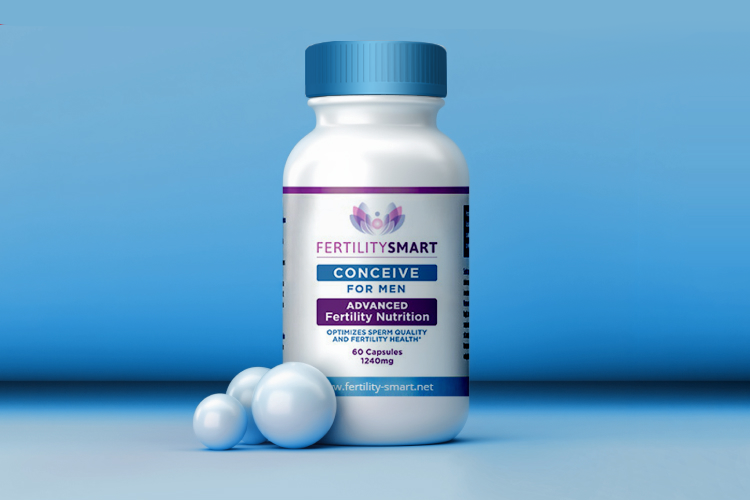 FERTILITYSMART
CONCEIVE
FOR MEN
ADVANCED
Fertility Nutrition
OPTIMIZES SPERM QUALITY
AND FERTILITY HEALTH*
60 Capsules
1240mg
w.fertility-smart.net